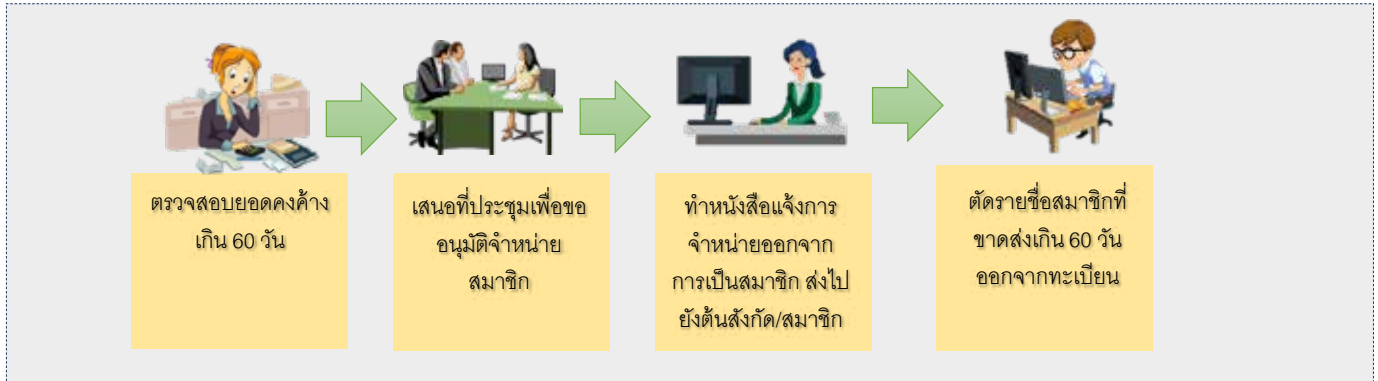 ตรวจสอบยอดคงค้าง
เกิน 60 วัน
เสนอที่ประชุมเพื่อขอ
อนุมัติจำหน่าย
สมาชิก
ทำหนังสือแจ้งการ
จำหน่ายออกจาก
การเป็นสมาชิก ส่งไป
ยังต้นสังกัด/สมาชิก
ตัดรายชื่อสมาชิกที่
ขาดส่งเกิน 60 วัน
ออกจากทะเบียน